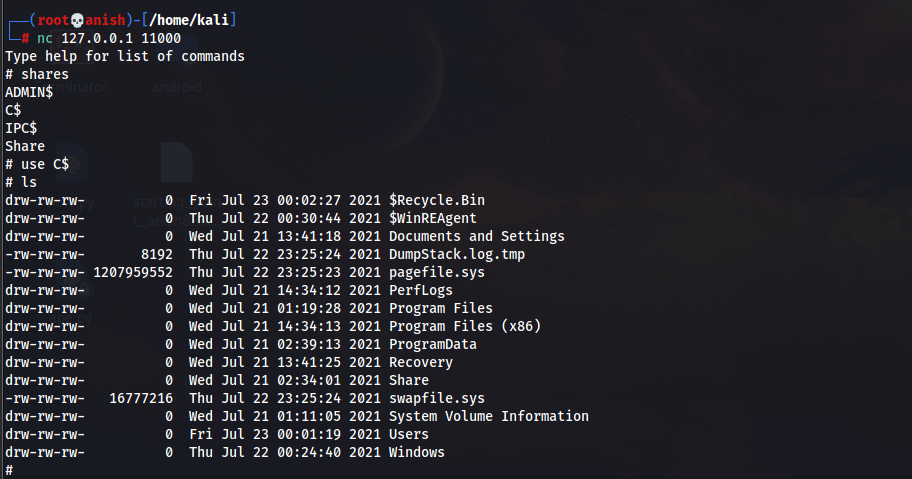 ┌──(root💀anish)-[/home/kali]
└─# nc 127.0.0.1 11000
Type help for list of commands
# shares
ADMIN$
C$
IPC$
Share
# use C$
# ls
drw-rw-rw-          0  Fri Jul 23 00:02:27 2021 $Recycle.Bin
drw-rw-rw-          0  Thu Jul 22 00:30:44 2021 $WinREAgent
drw-rw-rw-          0  Wed Jul 21 13:41:18 2021 Documents and Settings
-rw-rw-rw-       8192  Thu Jul 22 23:25:24 2021 DumpStack.log.tmp
-rw-rw-rw- 1207959552  Thu Jul 22 23:25:23 2021 pagefile.sys
drw-rw-rw-          0  Wed Jul 21 14:34:12 2021 PerfLogs
drw-rw-rw-          0  Wed Jul 21 01:19:28 2021 Program Files
drw-rw-rw-          0  Wed Jul 21 14:34:13 2021 Program Files (x86)
drw-rw-rw-          0  Wed Jul 21 02:39:13 2021 ProgramData
drw-rw-rw-          0  Wed Jul 21 13:41:25 2021 Recovery
drw-rw-rw-          0  Wed Jul 21 02:34:01 2021 Share
-rw-rw-rw-   16777216  Thu Jul 22 23:25:24 2021 swapfile.sys
drw-rw-rw-          0  Wed Jul 21 01:11:05 2021 System Volume Information
drw-rw-rw-          0  Fri Jul 23 00:01:19 2021 Users
drw-rw-rw-          0  Thu Jul 22 00:24:40 2021 Windows
#
android